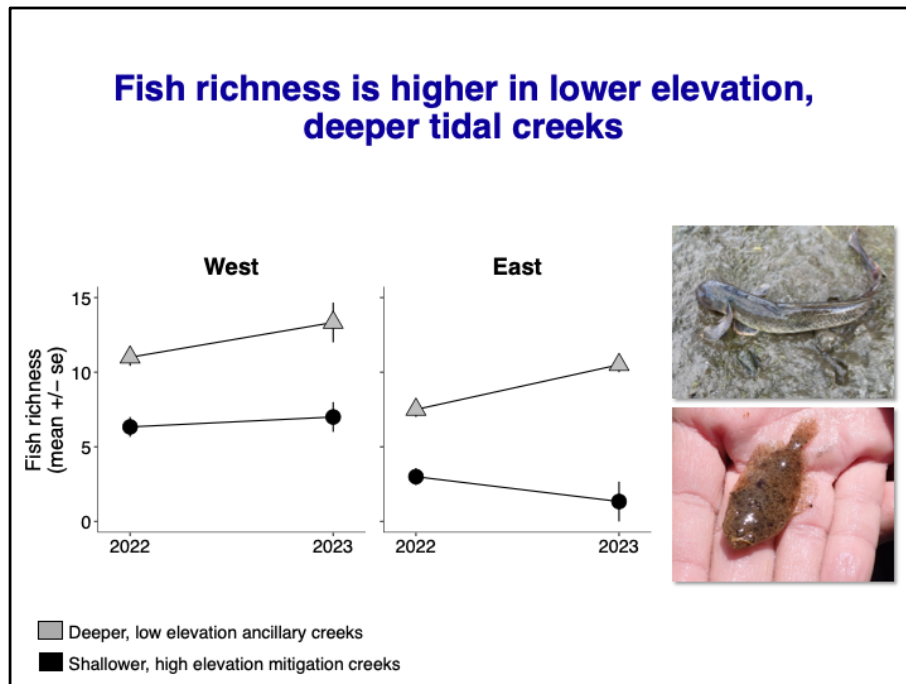 Fish richness is higher in lower elevation,
deeper tidal creeks
West
East
Fish richness
(mean +/− se)
15
10
5
0
2022
2023
2022
2023
Deeper, low elevation ancillary creeks
Shallower, high elevation mitigation creeks